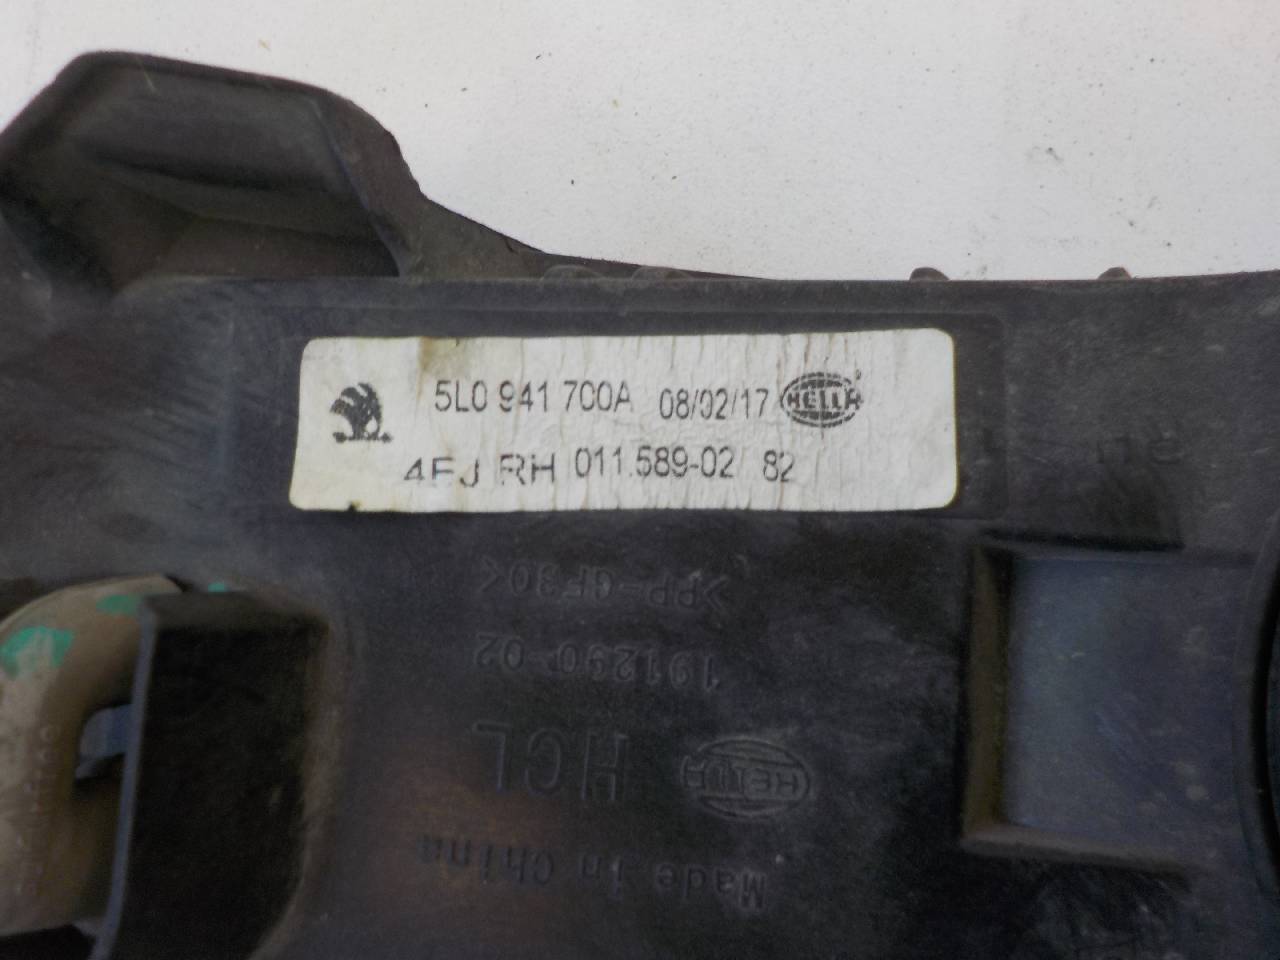 5L0 941 700A 08/02/17 HELLA
4EJ RH 011.589-02 82
>PP-GF30<
191290-02
HCL HELLA
Made in China